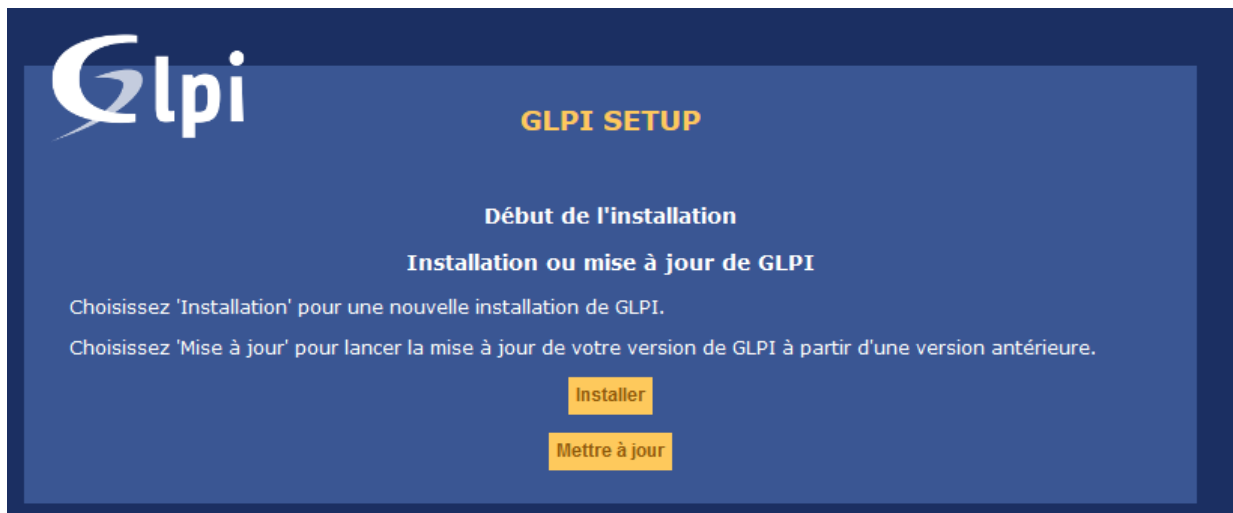 Glpi
GLPI SETUP
Début de l'installation
Installation ou mise à jour de GLPI
Choisissez 'Installation' pour une nouvelle installation de GLPI.
Choisissez 'Mise à jour' pour lancer la mise à jour de votre version de GLPI à partir d'une version antérieure.
Installer
Mettre à jour